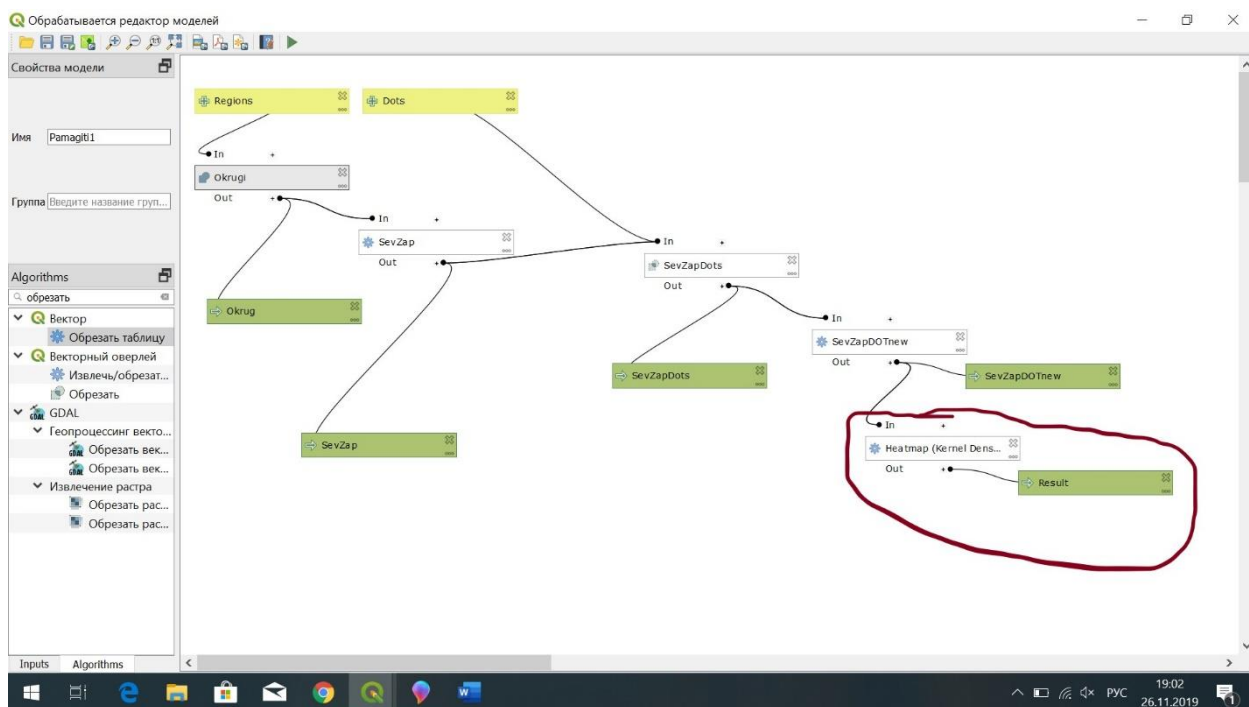 Обрабатывается редактор моделей
Свойства модели
Имя Pamagiti1
Группа Введите название груп...
Algorithms
обрезать
Вектор
Обрезать таблицу
Векторный оверлей
Извлечь/обрезат...
Обрезать
GDAL
Геопроцессинг векто...
Обрезать век...
Обрезать век...
Извлечение растра
Обрезать рас...
Обрезать рас...
Inputs Algorithms
Regions
Dots
In +
Okrugi
Out +
In +
SevZap
Out +
Okrug
SevZap
In +
SevZapDots
Out +
SevZapDots
In +
SevZapDOTnew
Out +
SevZapDOTnew
In +
Heatmap (Kernel Dens...
Out +
Result
РУС
19:02
26.11.2019
1